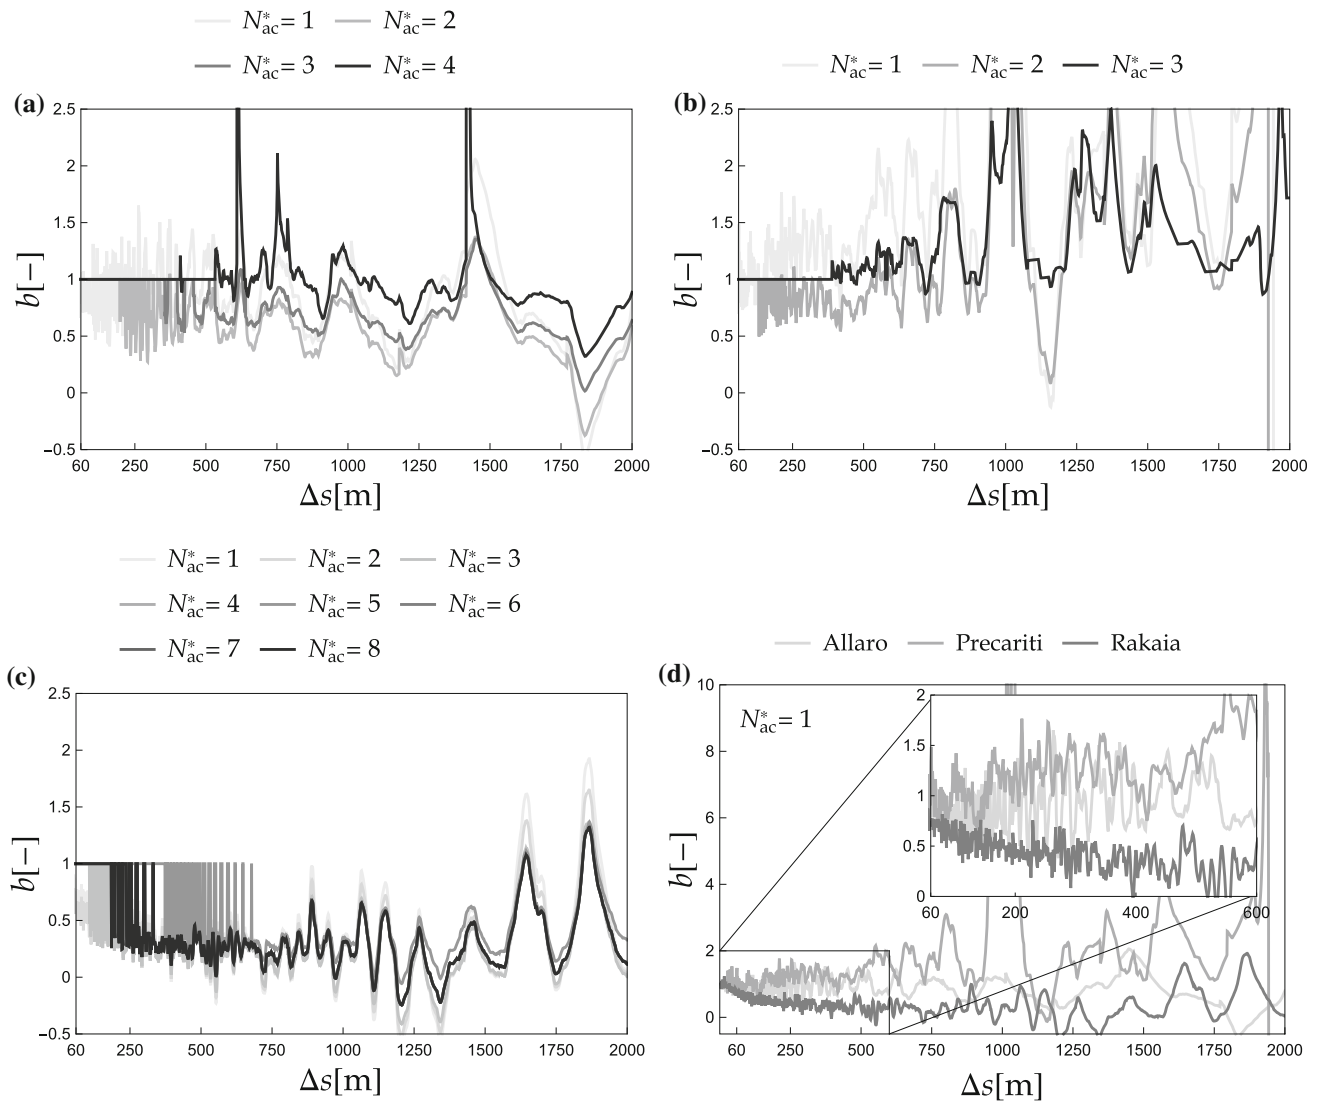 N*ac= 1 N*ac= 2
N*ac= 3 N*ac= 4
N*ac= 1 N*ac= 2 N*ac= 3
(a)
2.5
2
1.5
1
0.5
0
−0.5
b[−]
60 250 500 750 1000 1250 1500 1750 2000
Δs[m]
(b)
2.5
2
1.5
1
0.5
0
−0.5
b[−]
60 250 500 750 1000 1250 1500 1750 2000
Δs[m]
N*ac= 1 N*ac= 2 N*ac= 3
N*ac= 4 N*ac= 5 N*ac= 6
N*ac= 7 N*ac= 8
(c)
2.5
2
1.5
1
0.5
0
−0.5
b[−]
60 250 500 750 1000 1250 1500 1750 2000
Δs[m]
Allaro Precariti Rakaia
(d)
10
8
6
4
2
0
b[−]
N*ac= 1
2
1.5
1
0.5
0
60 200 400 600
60 250 500 750 1000 1250 1500 1750 2000
Δs[m]